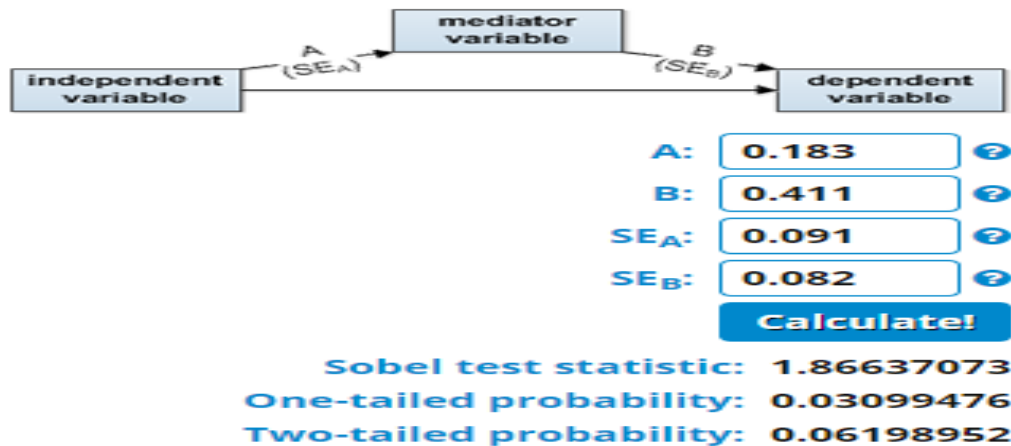 mediator
variable
A
(SEA)
B
(SEB)
independent
variable
dependent
variable
A: 0.183 ?
B: 0.411 ?
SEA: 0.091 ?
SEB: 0.082 ?
Calculate!
Sobel test statistic: 1.86637073
One-tailed probability: 0.03099476
Two-tailed probability: 0.06198952